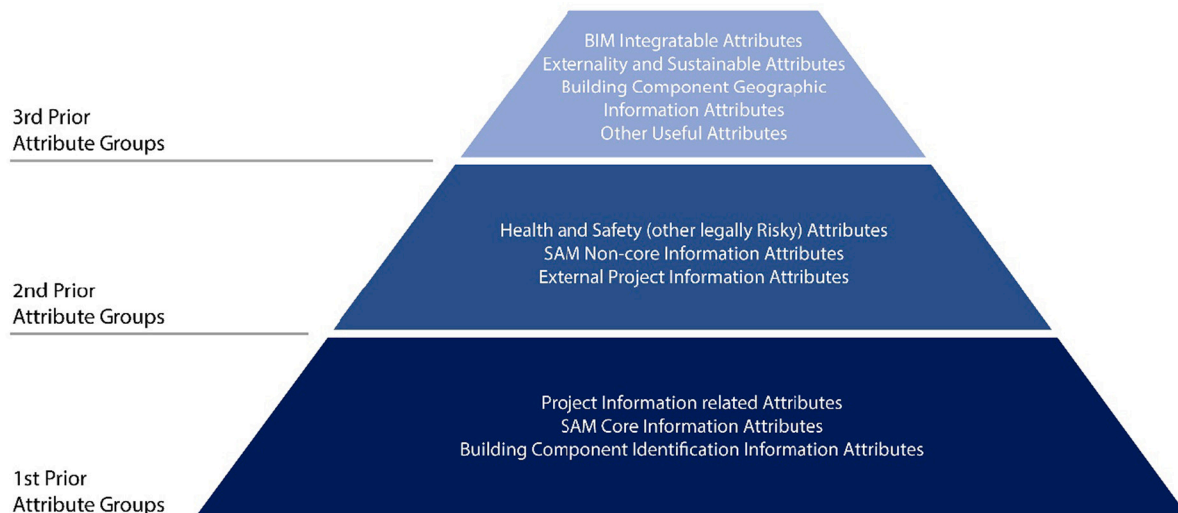 BIM Integratable Attributes
Externality and Sustainable Attributes
Building Component Geographic
Information Attributes
Other Useful Attributes
3rd Prior
Attribute Groups
Health and Safety (other legally Risky) Attributes
SAM Non-core Information Attributes
External Project Information Attributes
2nd Prior
Attribute Groups
Project Information related Attributes
SAM Core Information Attributes
Building Component Identification Information Attributes
1st Prior
Attribute Groups